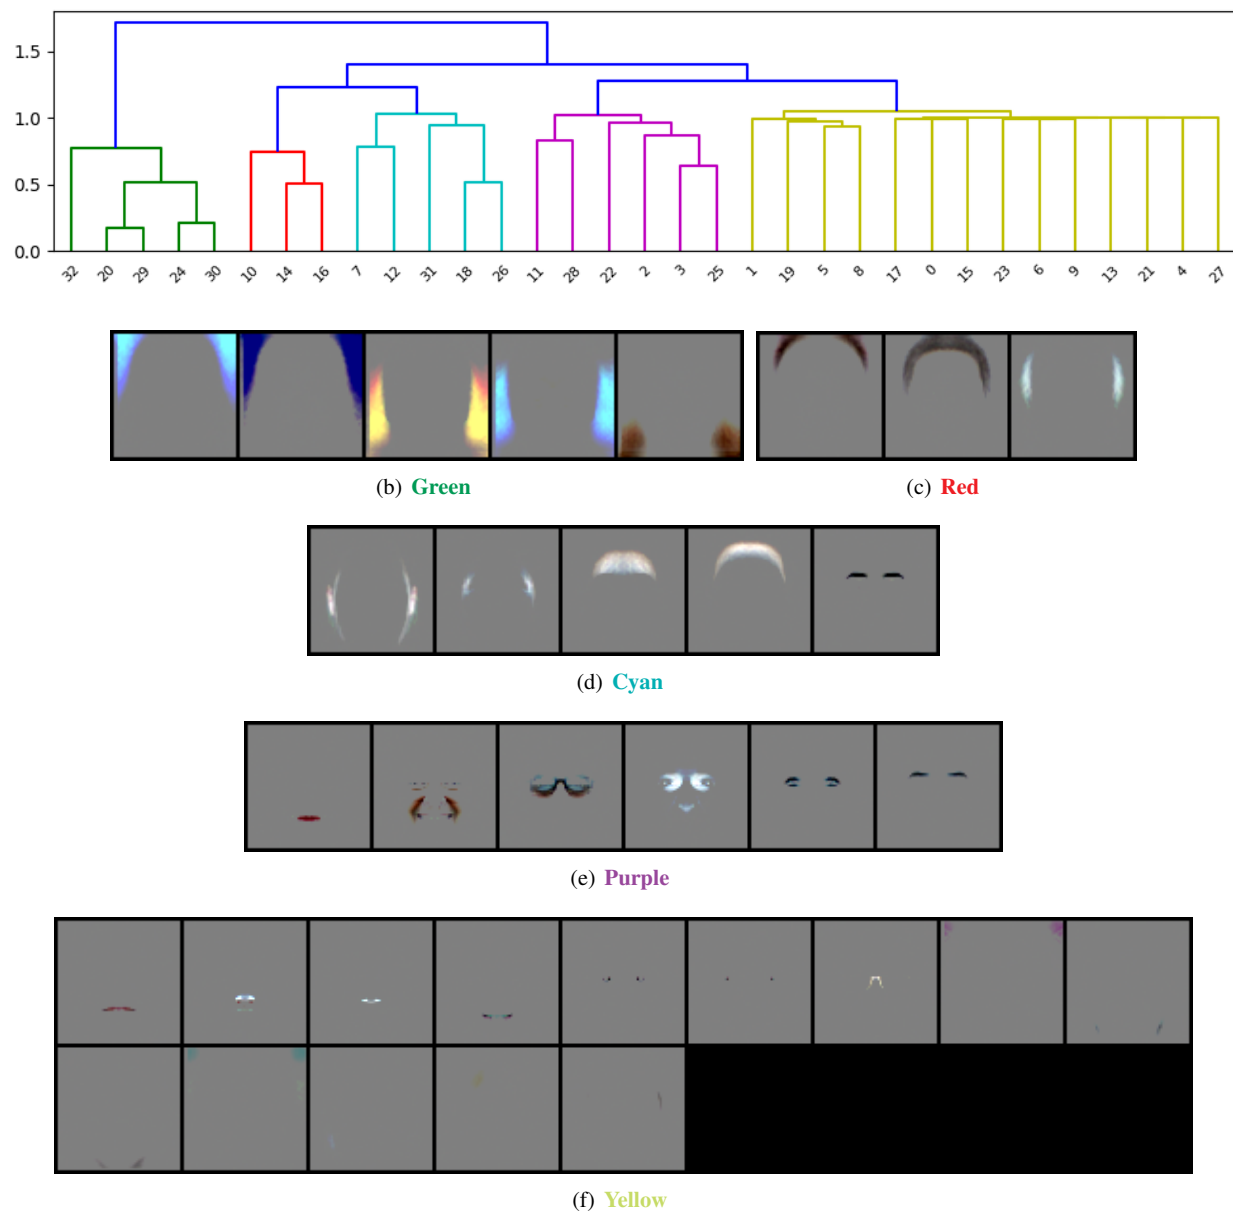 1.5
1.0
0.5
0.0
32 20 29 24 30 10 14 16 7 12 31 18 26 11 28 22 2 3 25 1 19 5 8 17 0 15 23 6 9 13 21 4 27
(b) Green (c) Red
(d) Cyan
(e) Purple
(f) Yellow